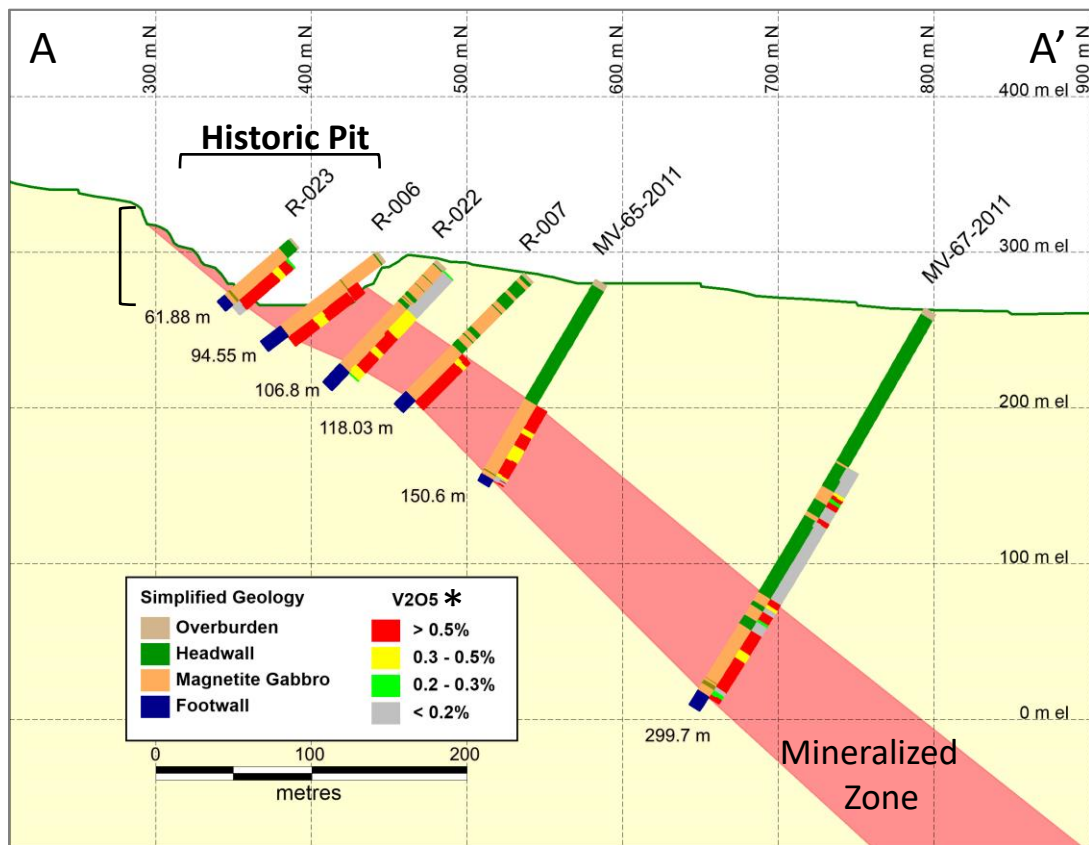 A
A’
300 m N
400 m N
500 m N
600 m N
700 m N
800 m N
900 m N
400 m el
Historic Pit
R-023
R-006
R-022
R-007
MV-65-2011
MV-67-2011
300 m el
61.88 m
94.55 m
106.8 m
118.03 m
200 m el
150.6 m
100 m el
299.7 m
0 m el
Simplified Geology
Overburden
Headwall
Magnetite Gabbro
Footwall
V2O5 *
> 0.5%
0.3 - 0.5%
0.2 - 0.3%
< 0.2%
0 100 200
metres
Mineralized
Zone